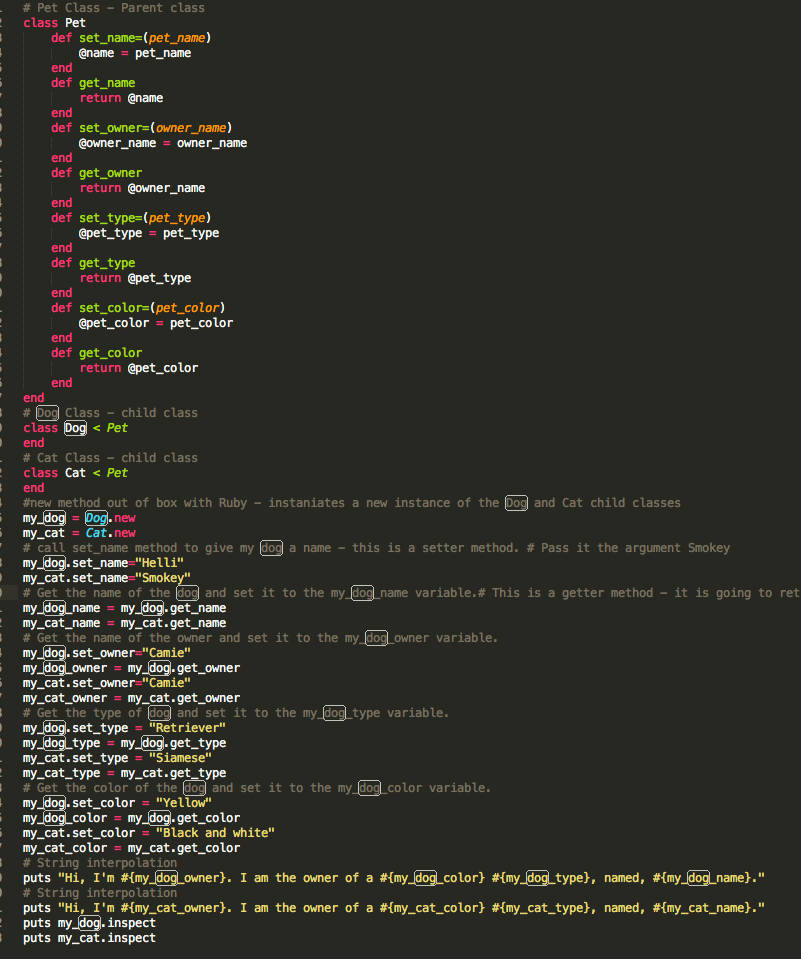 # Pet Class - Parent class
class Pet
    def set_name=(pet_name)
        @name = pet_name
    end
    def get_name
        return @name
    end
    def set_owner=(owner_name)
        @owner_name = owner_name
    end
    def get_owner
        return @owner_name
    end
    def set_type=(pet_type)
        @pet_type = pet_type
    end
    def get_type
        return @pet_type
    end
    def set_color=(pet_color)
        @pet_color = pet_color
    end
    def get_color
        return @pet_color
    end
end
# Dog Class - child class
class Dog < Pet
end
# Cat Class - child class
class Cat < Pet
end
#new method out of box with Ruby - instaniates a new instance of the Dog and Cat child classes
my_dog = Dog.new
my_cat = Cat.new
# call set_name method to give my dog a name - this is a setter method. # Pass it the argument Smokey
my_dog.set_name="Helli"
my_cat.set_name="Smokey"
# Get the name of the dog and set it to the my_dog_name variable.# This is a getter method - it is going to ret
my_dog_name = my_dog.get_name
my_cat_name = my_cat.get_name
# Get the name of the owner and set it to the my_dog_owner variable.
my_dog.set_owner="Camie"
my_dog_owner = my_dog.get_owner
my_cat.set_owner="Camie"
my_cat_owner = my_cat.get_owner
# Get the type of dog and set it to the my_dog_type variable.
my_dog.set_type = "Retriever"
my_dog_type = my_dog.get_type
my_cat.set_type = "Siamese"
my_cat_type = my_cat.get_type
# Get the color of the dog and set it to the my_dog_color variable.
my_dog.set_color = "Yellow"
my_dog_color = my_dog.get_color
my_cat.set_color = "Black and white"
my_cat_color = my_cat.get_color
# String interpolation
puts "Hi, I'm #{my_dog_owner}. I am the owner of a #{my_dog_color} #{my_dog_type}, named, #{my_dog_name}."
# String interpolation
puts "Hi, I'm #{my_cat_owner}. I am the owner of a #{my_cat_color} #{my_cat_type}, named, #{my_cat_name}."
puts my_dog.inspect
puts my_cat.inspect